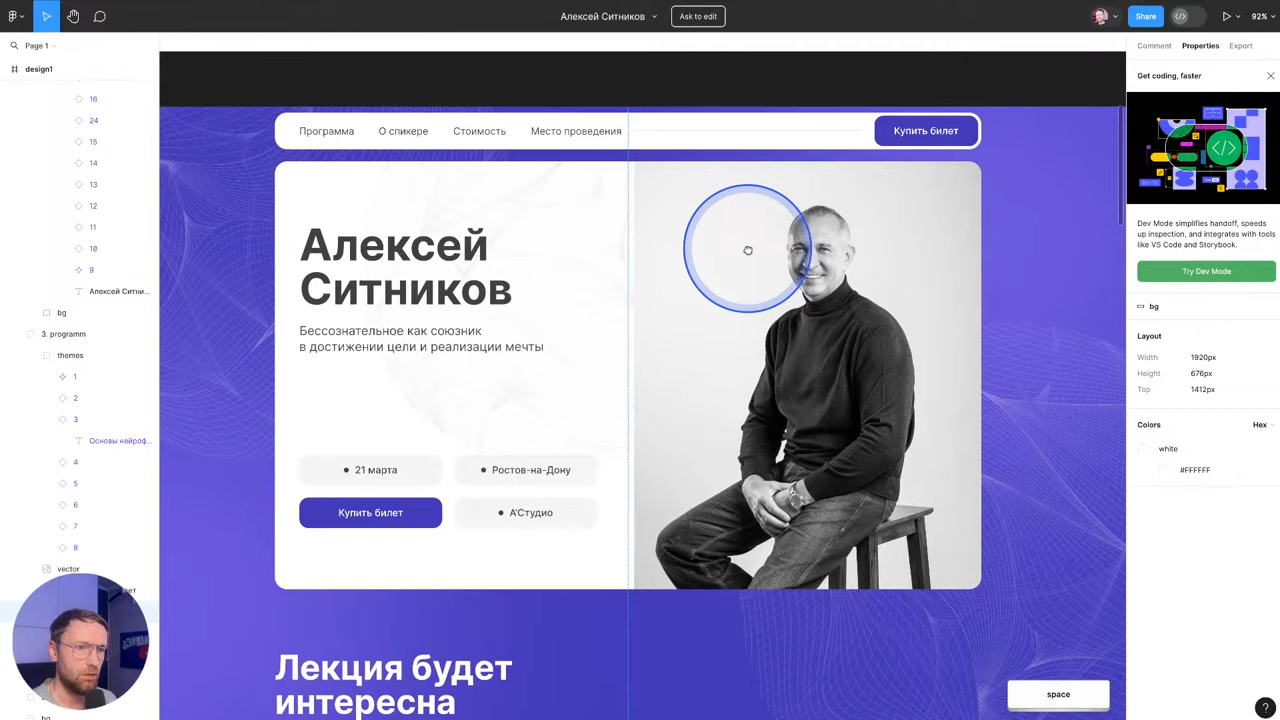 Алексей Ситников
Ask to edit
Share
92%
Page 1
design1
16
24
15
14
13
12
11
10
9
Алексей Ситни...
bg
3. programm
themes
1
2
3
Основы нейроф...
4
5
6
7
8
vector
Программа
О спикере
Стоимость
Место проведения
Купить билет
Алексей
Ситников
Бессознательное как союзник
в достижении цели и реализации мечты
21 марта
Ростов-на-Дону
Купить билет
А'Студио
Лекция будет
интересна
space
Comment
Properties
Export
Get coding, faster
Dev Mode simplifies handoff, speeds
up inspection, and integrates with tools
like VS Code and Storybook.
Try Dev Mode
bg
Layout
Width
1920px
Height
676px
Top
1412px
Colors
Hex
white
#FFFFFF
?